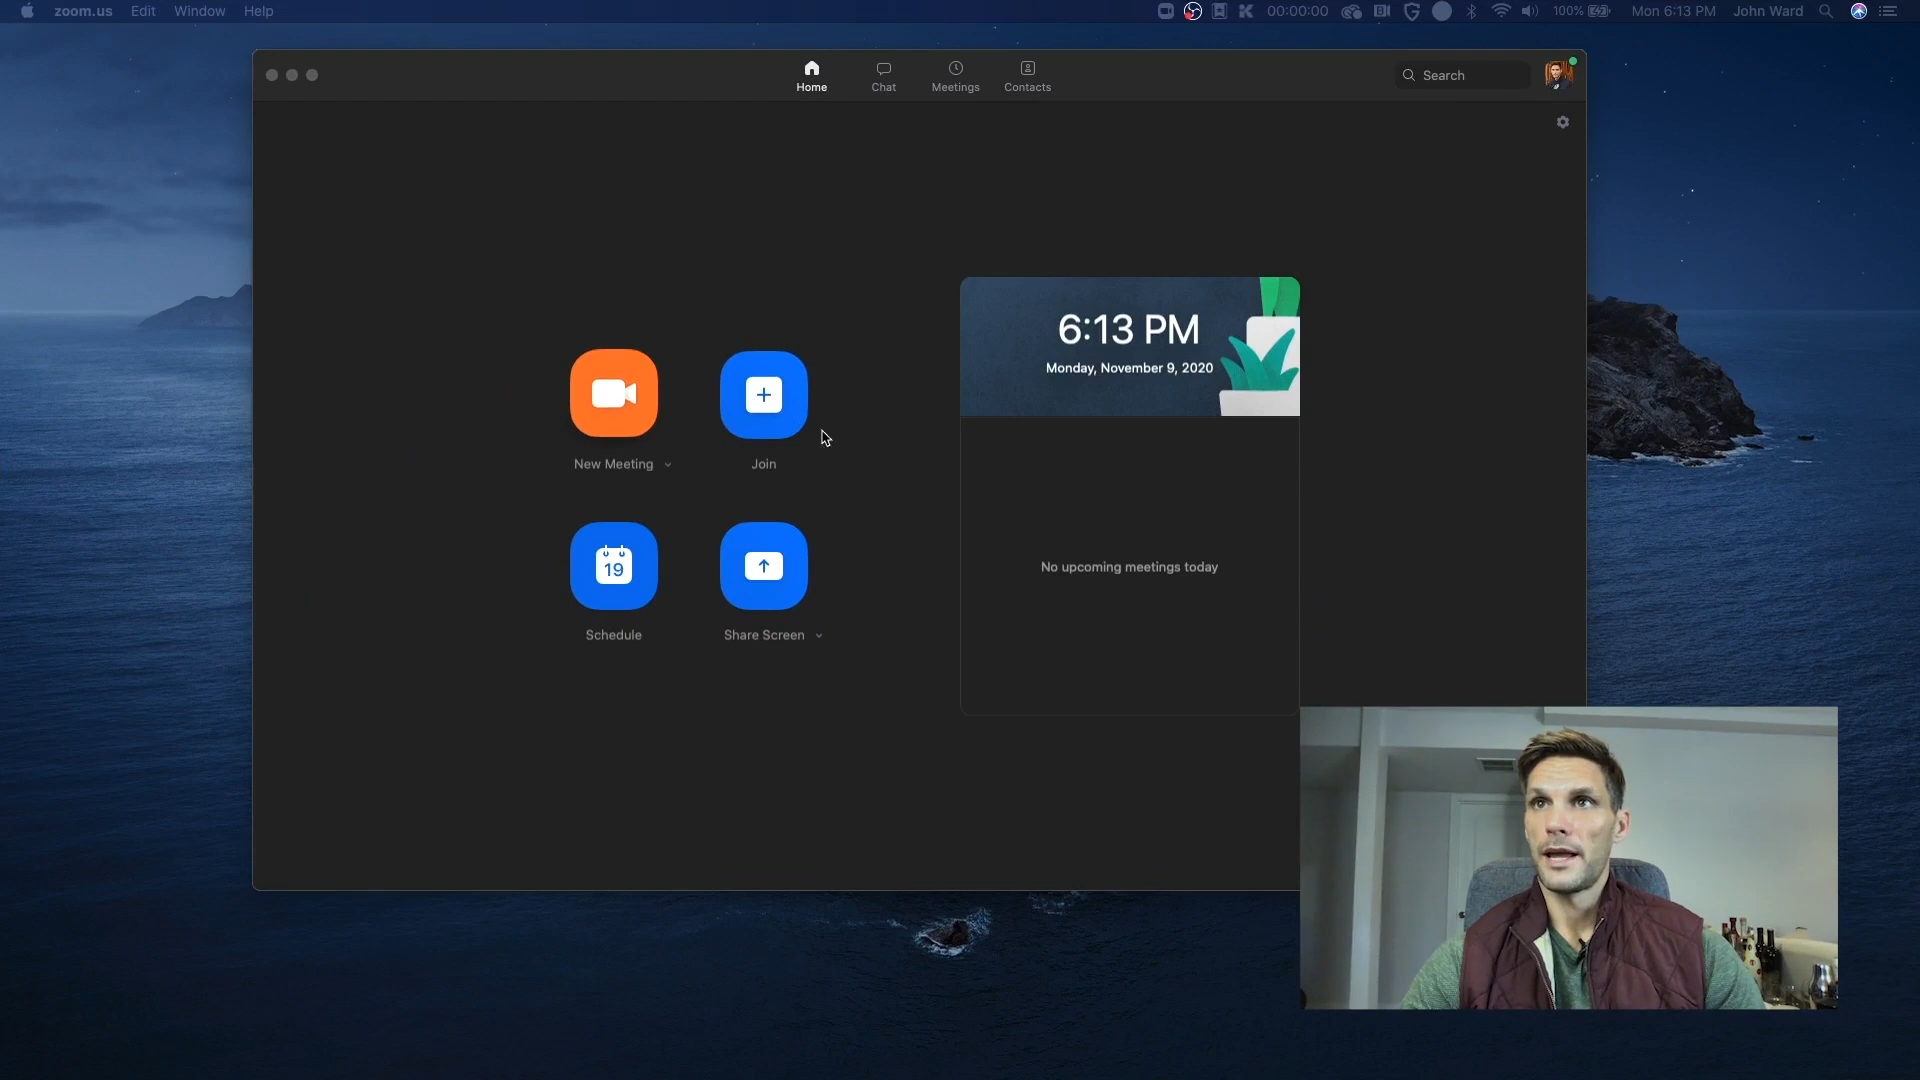 zoom.us Edit Window Help 00:00:00 100% Mon 6:13 PM John Ward
Home Chat Meetings Contacts
Search
6:13 PM
Monday, November 9, 2020
New Meeting Join
19
Schedule Share Screen
No upcoming meetings today